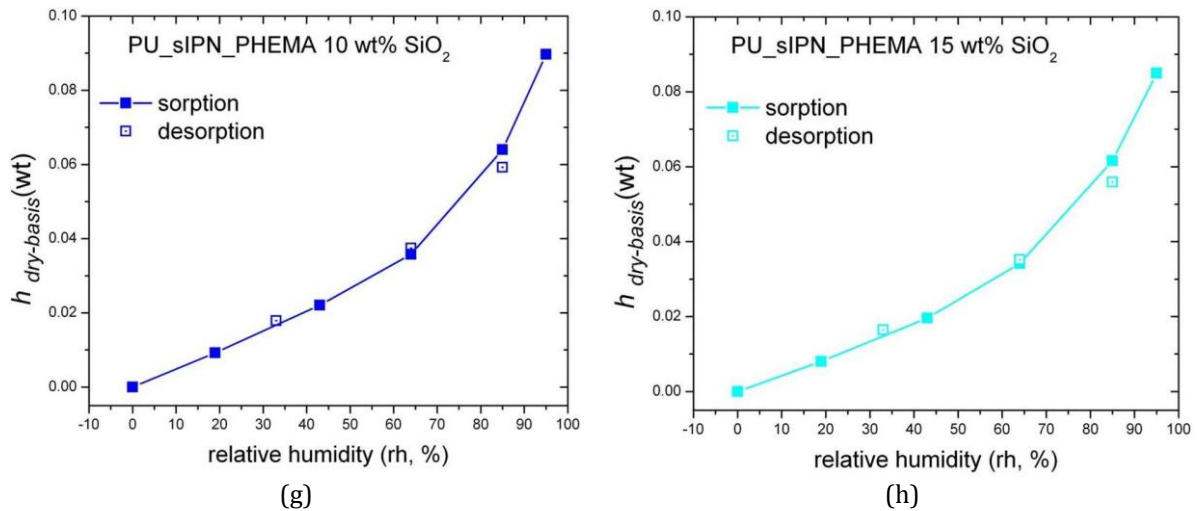 PU_sIPN_PHEMA 10 wt% SiO2
sorption
desorption
h dry-basis(wt)
0.10
0.08
0.06
0.04
0.02
0.00
-10 0 10 20 30 40 50 60 70 80 90 100
relative humidity (rh, %)
(g)
PU_sIPN_PHEMA 15 wt% SiO2
sorption
desorption
h dry-basis(wt)
0.10
0.08
0.06
0.04
0.02
0.00
-10 0 10 20 30 40 50 60 70 80 90 100
relative humidity (rh, %)
(h)